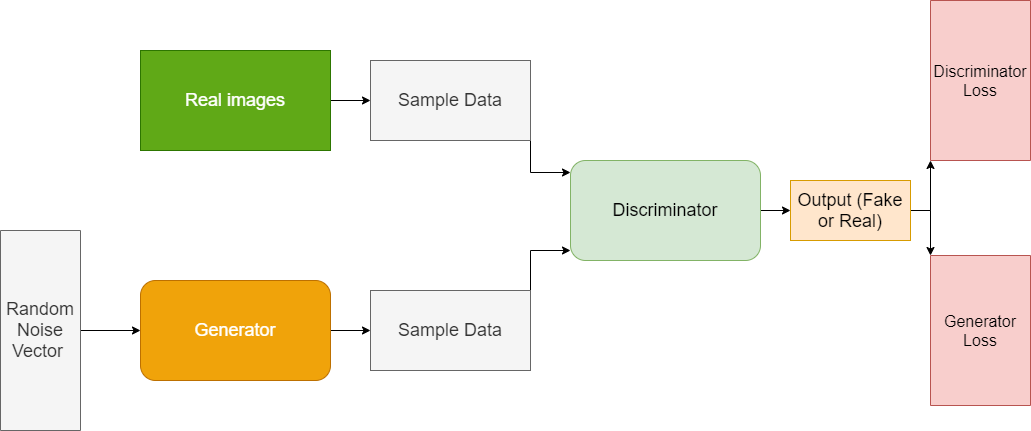 Real images
Sample Data
Discriminator
Loss
Discriminator
Output (Fake
or Real)
Random
Noise
Vector
Generator
Sample Data
Generator
Loss